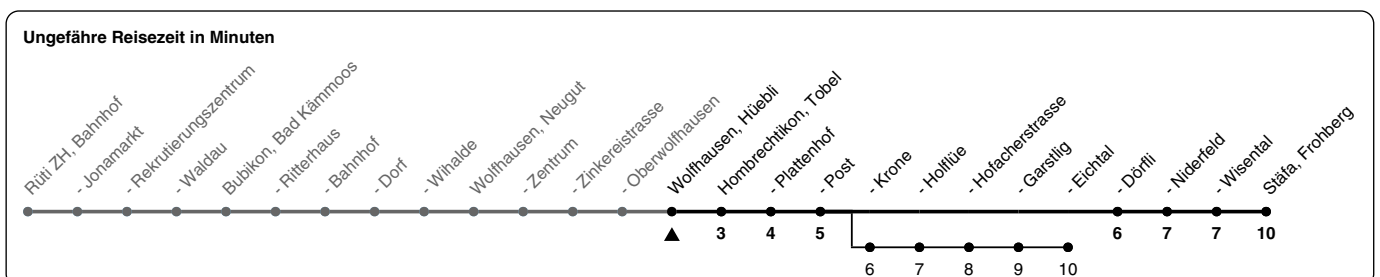 Ungefähre Reisezeit in Minuten
Rüti ZH, Bahnhof
- Jonamarkt
- Rekrutierungszentrum
- Waldau
Bubikon, Bad Kämmoos
- Ritterhaus
- Bahnhof
- Dorf
- Wihalde
Wolfhausen, Neugut
- Zentrum
- Zinkereistrasse
- Oberwolfhausen
Wolfhausen, Hüebli
Hombrechtikon, Tobel
- Plattenhof
- Post
- Krone
- Holflüe
- Hofacherstrasse
- Garstlig
- Eichtal
- Dörfli
- Niderfeld
- Wisental
Stäfa, Frohberg
3 4 5 6 7 7 10
6 7 8 9 10